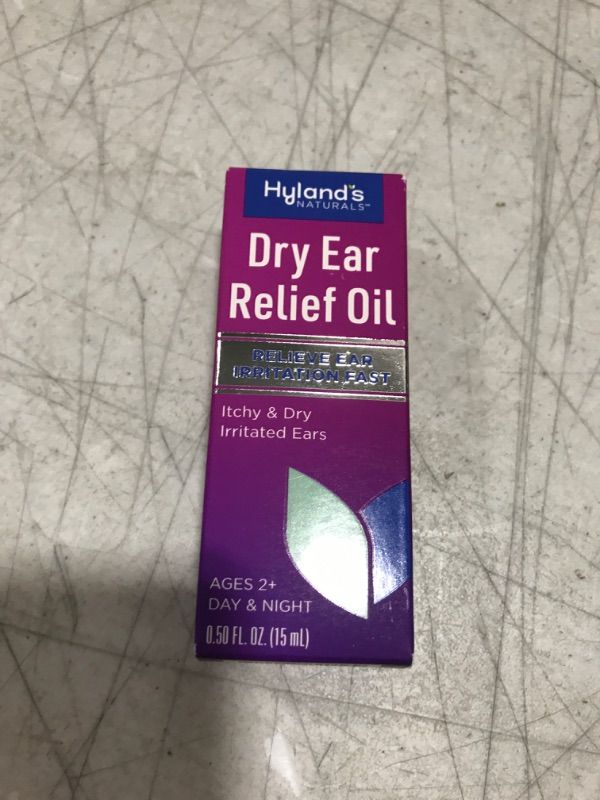 Hyland's
NATURALS™
Dry Ear
Relief Oil
RELIEVE EAR
IRRITATION FAST
Itchy & Dry
Irritated Ears
AGES 2+
DAY & NIGHT
0.50 FL. OZ. (15 mL)